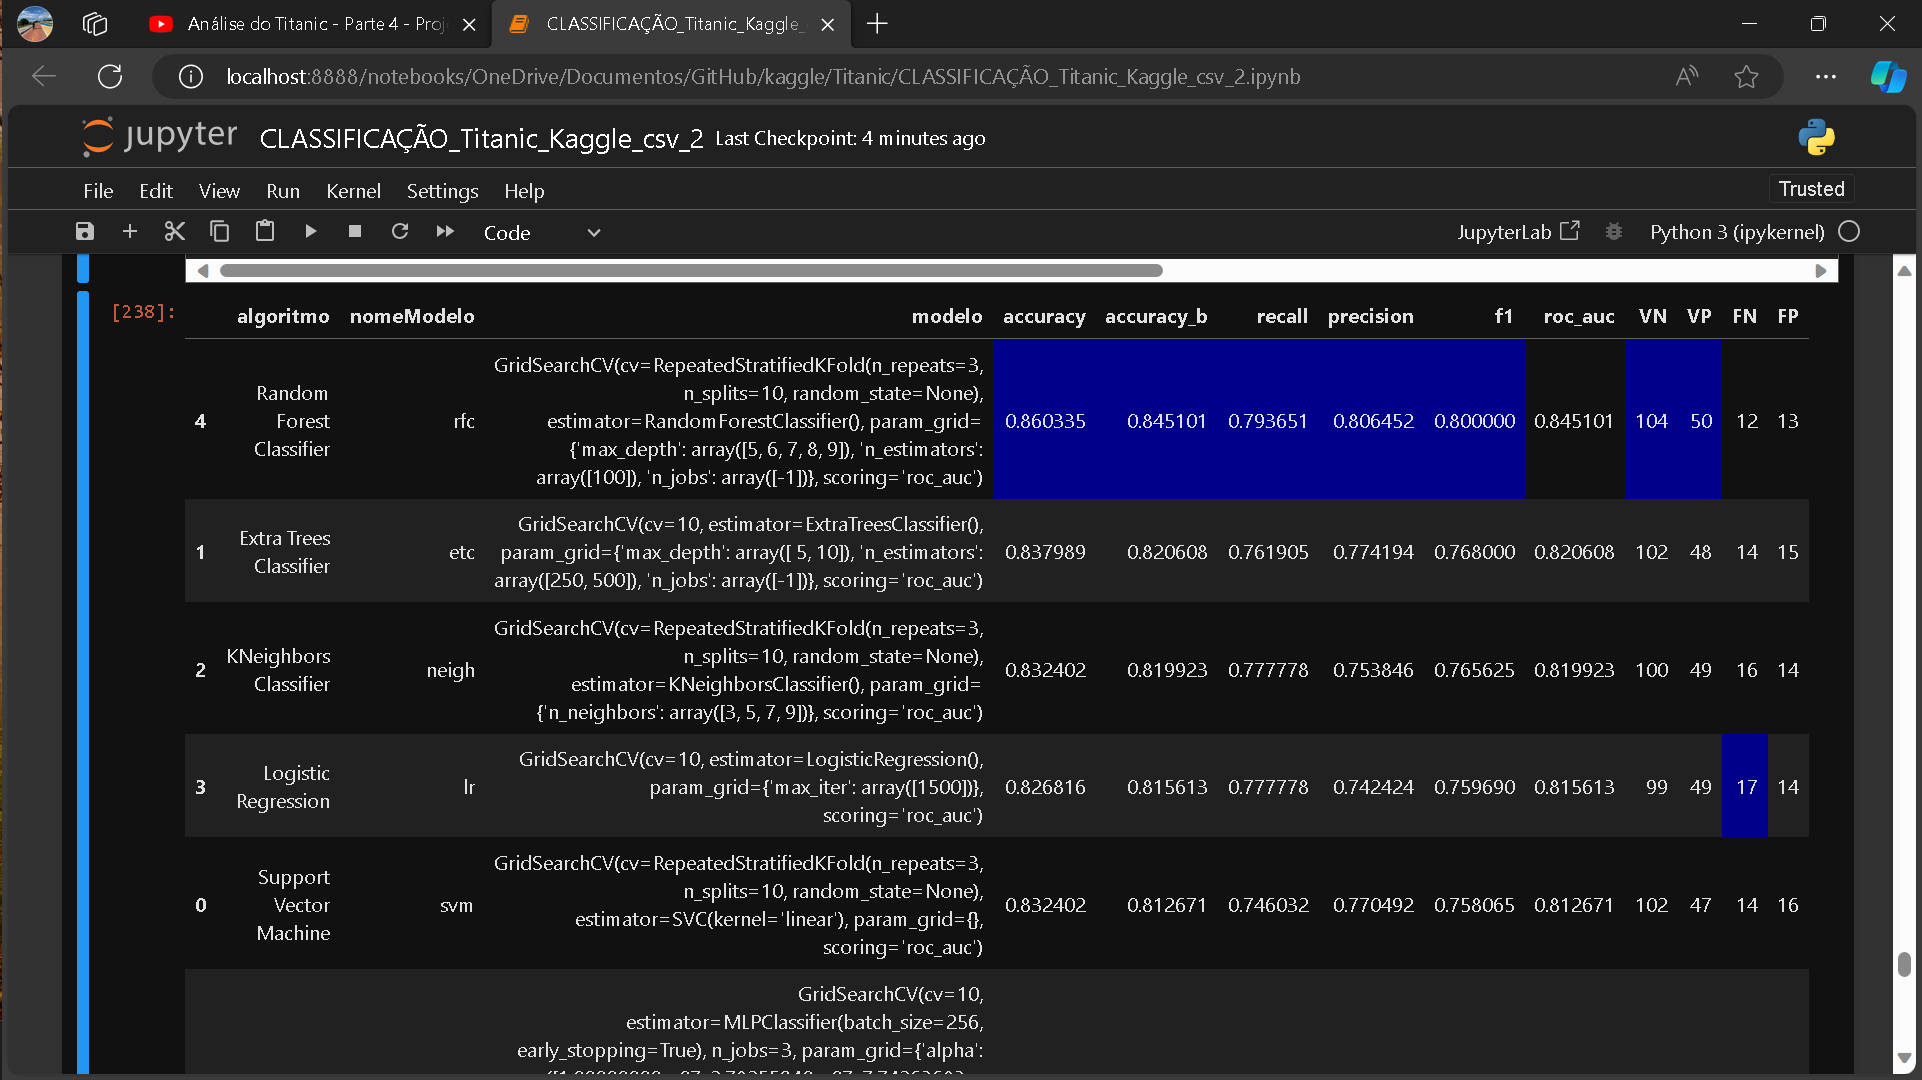 Análise do Titanic - Parte 4 - Proj
CLASSIFICAÇÃO_Titanic_Kaggle_
localhost:8888/notebooks/OneDrive/Documentos/GitHub/kaggle/Titanic/CLASSIFICAÇÃO_Titanic_Kaggle_csv_2.ipynb
jupyter CLASSIFICAÇÃO_Titanic_Kaggle_csv_2 Last Checkpoint: 4 minutes ago
File Edit View Run Kernel Settings Help Trusted
Code JupyterLab Python 3 (ipykernel)
[238]:
algoritmo nomeModelo modelo accuracy accuracy_b recall precision f1 roc_auc VN VP FN FP
GridSearchCV(cv=RepeatedStratifiedKFold(n_repeats=3,
Random n_splits=10, random_state=None),
4 Forest rfc estimator=RandomForestClassifier(), param_grid= 0.860335 0.845101 0.793651 0.806452 0.800000 0.845101 104 50 12 13
Classifier {'max_depth': array([5, 6, 7, 8, 9]), 'n_estimators':
array([100]), 'n_jobs': array([-1])}, scoring='roc_auc')
GridSearchCV(cv=10, estimator=ExtraTreesClassifier(),
1 Extra Trees Classifier etc param_grid={'max_depth': array([ 5, 10]), 'n_estimators': 0.837989 0.820608 0.761905 0.774194 0.768000 0.820608 102 48 14 15
array([250, 500]), 'n_jobs': array([-1])}, scoring='roc_auc')
GridSearchCV(cv=RepeatedStratifiedKFold(n_repeats=3,
KNeighbors n_splits=10, random_state=None),
2 Classifier neigh estimator=KNeighborsClassifier(), param_grid= 0.832402 0.819923 0.777778 0.753846 0.765625 0.819923 100 49 16 14
{'n_neighbors': array([3, 5, 7, 9])}, scoring='roc_auc')
GridSearchCV(cv=10, estimator=LogisticRegression(),
3 Logistic Regression lr param_grid={'max_iter': array([1500])}, 0.826816 0.815613 0.777778 0.742424 0.759690 0.815613 99 49 17 14
scoring='roc_auc')
GridSearchCV(cv=RepeatedStratifiedKFold(n_repeats=3,
Support n_splits=10, random_state=None),
0 Vector svm estimator=SVC(kernel='linear'), param_grid={}, 0.832402 0.812671 0.746032 0.770492 0.758065 0.812671 102 47 14 16
Machine scoring='roc_auc')
GridSearchCV(cv=10,
estimator=MLPClassifier(batch_size=256,
early_stopping=True), n_jobs=3, param_grid={'alpha':